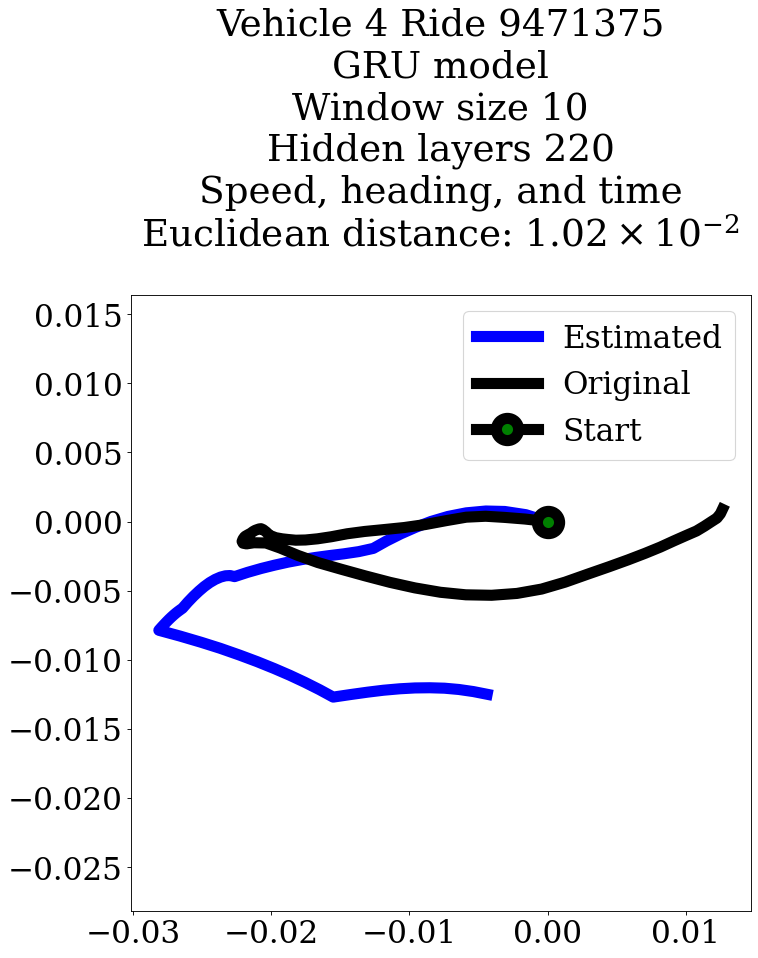 Vehicle 4 Ride 9471375
GRU model
Window size 10
Hidden layers 220
Speed, heading, and time
Euclidean distance: 1.02 × 10⁻²
Estimated
Original
Start
0.015
0.010
0.005
0.000
−0.005
−0.010
−0.015
−0.020
−0.025
−0.03 −0.02 −0.01 0.00 0.01